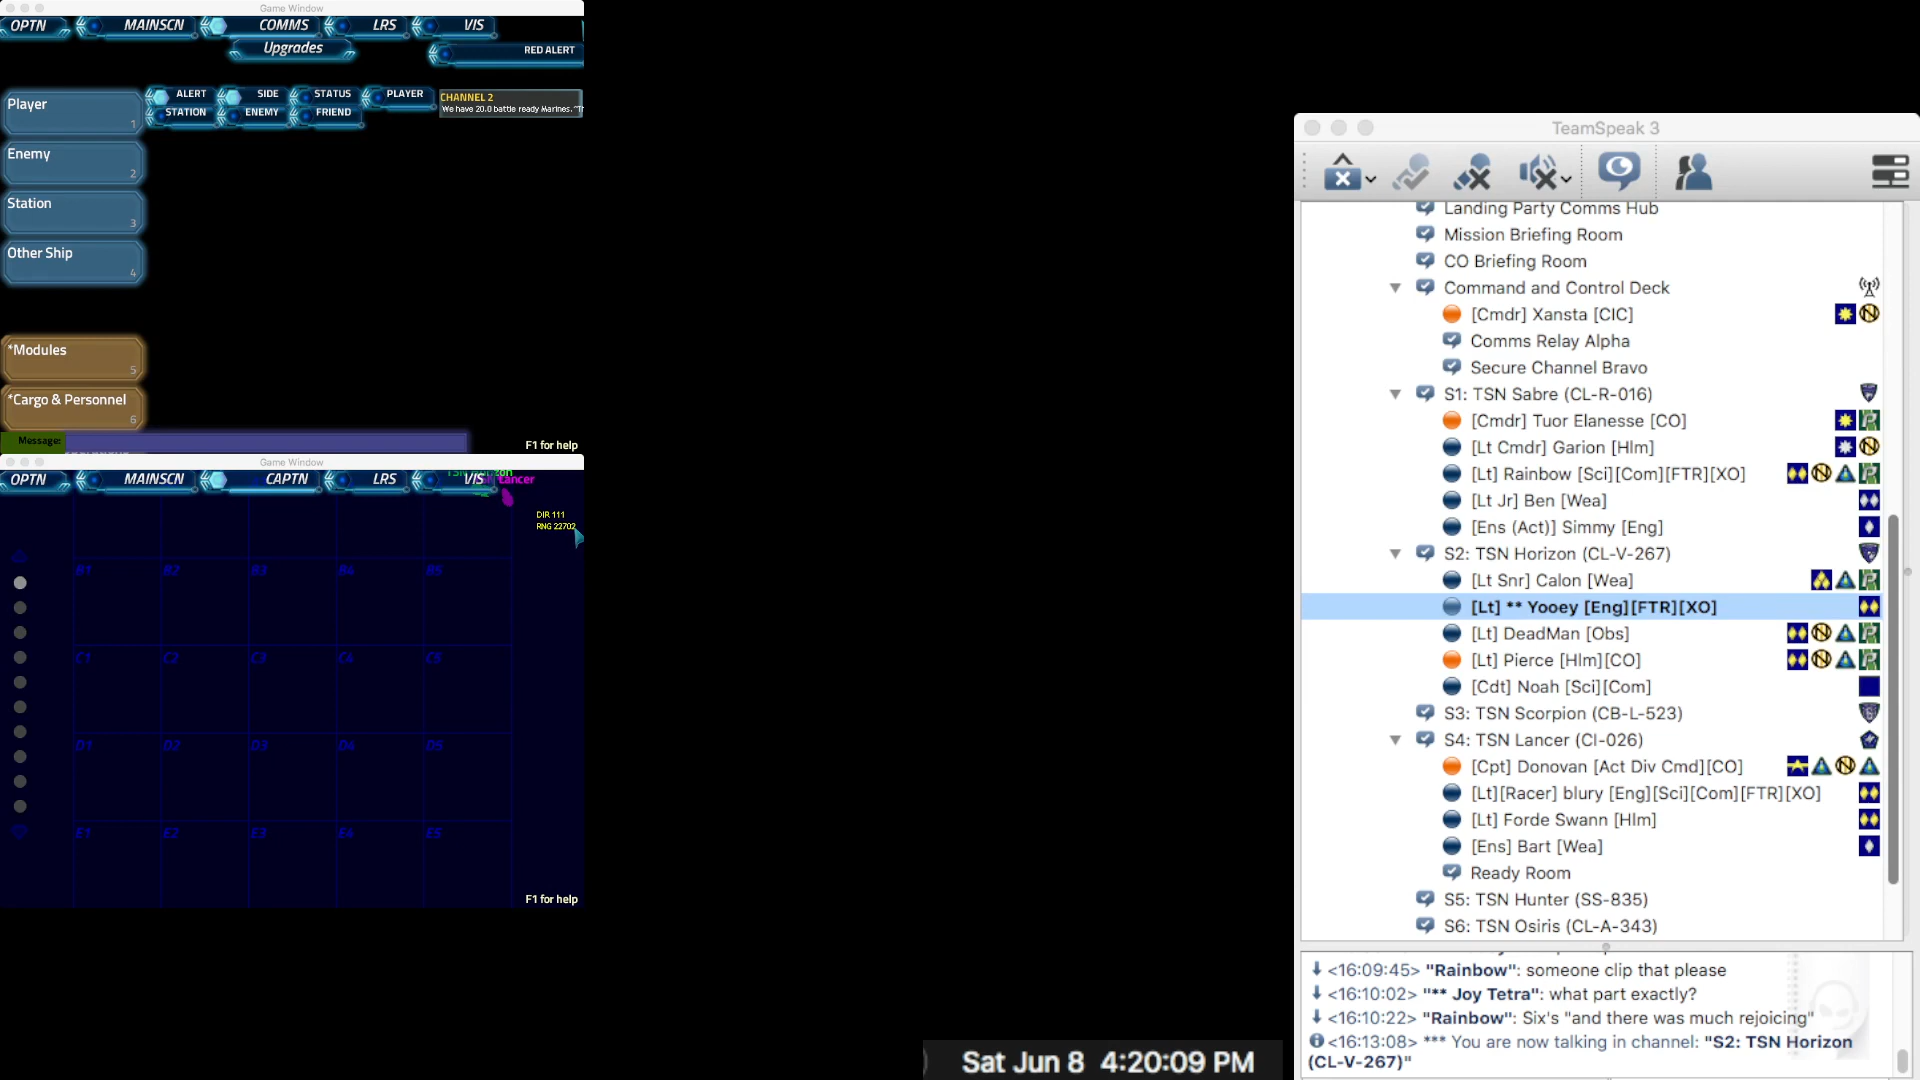 Game Window
OPTN MAINSCN COMMS LRS VIS
Upgrades
RED ALERT
Player
1
ALERT SIDE STATUS PLAYER
STATION ENEMY FRIEND
CHANNEL 2
We have 20.0 battle ready Marines.
Enemy
2
Station
3
Other Ship
4
*Modules
5
*Cargo & Personnel
6
Message:
F1 for help
Game Window
OPTN MAINSCN CAPTN LRS VIS
DIR 111
RNG 22702
B1 B2 B3 B4 B5
C1 C2 C3 C4 C5
D1 D2 D3 D4 D5
E1 E2 E3 E4 E5
F1 for help
TeamSpeak 3
Landing Party Comms Hub
Mission Briefing Room
CO Briefing Room
Command and Control Deck
[Cmdr] Xansta [CIC]
Comms Relay Alpha
Secure Channel Bravo
S1: TSN Sabre (CL-R-016)
[Cmdr] Tuor Elanesse [CO]
[Lt Cmdr] Garion [Hlm]
[Lt] Rainbow [Sci][Com][FTR][XO]
[Lt Jr] Ben [Wea]
[Ens (Act)] Simmy [Eng]
S2: TSN Horizon (CL-V-267)
[Lt Snr] Calon [Wea]
[Lt] ** Yooey [Eng][FTR][XO]
[Lt] DeadMan [Obs]
[Lt] Pierce [Hlm][CO]
[Cdt] Noah [Sci][Com]
S3: TSN Scorpion (CB-L-523)
S4: TSN Lancer (CI-026)
[Cpt] Donovan [Act Div Cmd][CO]
[Lt][Racer] blury [Eng][Sci][Com][FTR][XO]
[Lt] Forde Swann [Hlm]
[Ens] Bart [Wea]
Ready Room
S5: TSN Hunter (SS-835)
S6: TSN Osiris (CL-A-343)
<16:09:45> "Rainbow": someone clip that please
<16:10:02> "** Joy Tetra": what part exactly?
<16:10:22> "Rainbow": Six's "and there was much rejoicing"
<16:13:08> *** You are now talking in channel: "S2: TSN Horizon
(CL-V-267)"
Sat Jun 8 4:20:09 PM